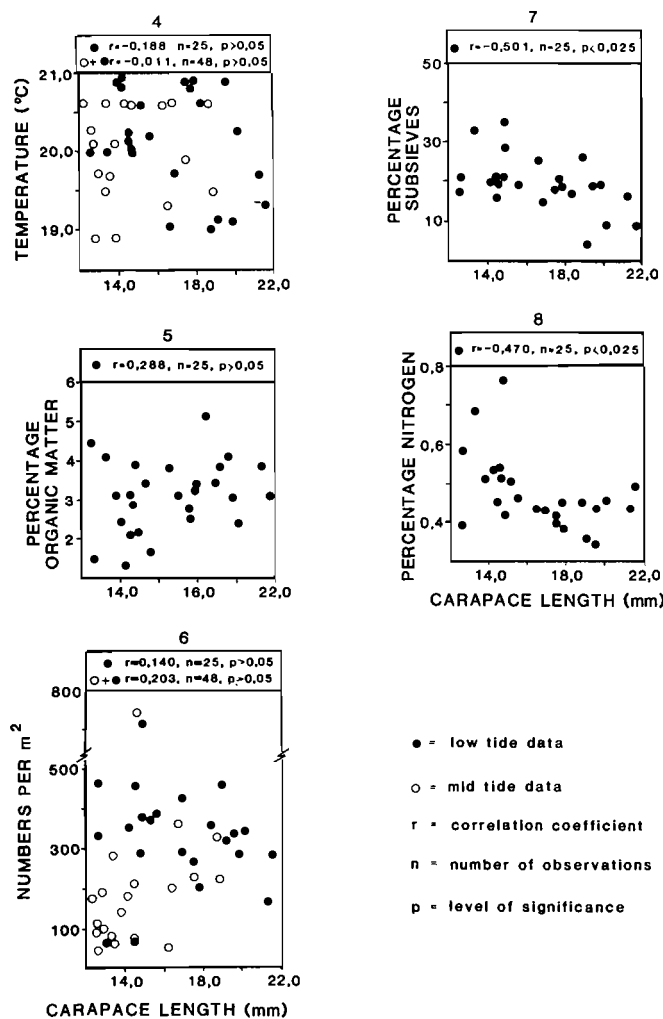 4
● r=-0,188 n=25, p>0,05
○+● r=-0,011, n=48, p>0,05
TEMPERATURE (°C)
21,0
20,0
19,0
14,0 18,0 22,0
5
● r=0,288, n=25, p>0,05
PERCENTAGE
ORGANIC MATTER
6
5
4
3
2
14,0 18,0 22,0
6
● r=0,140, n=25, p>0,05
○+● r=0,203, n=48, p>0,05
NUMBERS PER m²
800
500
300
100
14,0 18,0 22,0
CARAPACE LENGTH (mm)
7
● r=-0,501, n=25, p<0,025
PERCENTAGE
SUBSIEVES
50
30
10
14,0 18,0 22,0
8
● r=-0,470, n=25, p<0,025
PERCENTAGE NITROGEN
0,8
0,6
0,4
14,0 18,0 22,0
CARAPACE LENGTH (mm)
● = low tide data
○ = mid tide data
r = correlation coefficient
n = number of observations
p = level of significance